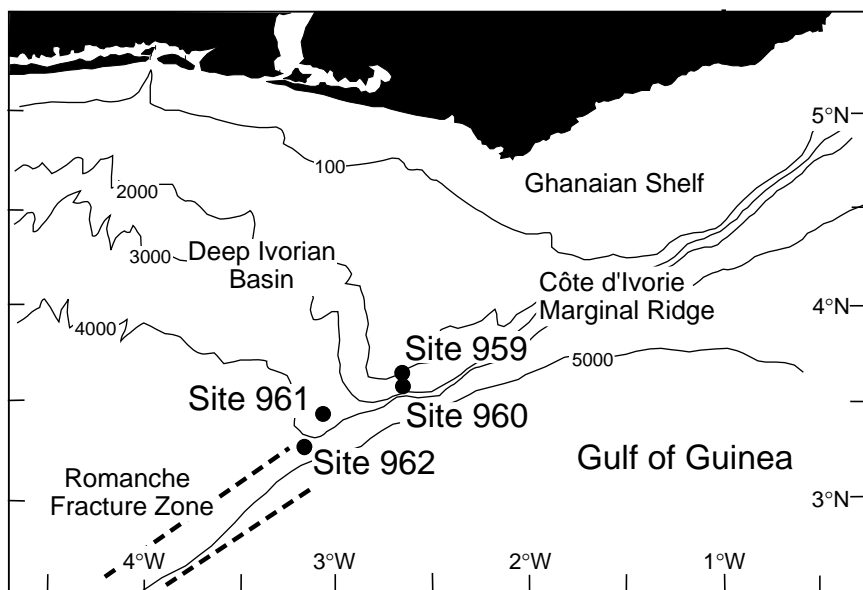 5°N
100
Ghanaian Shelf
2000
3000
Deep Ivorian
Basin
Côte d'Ivorie
Marginal Ridge
4°N
4000
Site 959
5000
Site 961
Site 960
Site 962
Gulf of Guinea
Romanche
Fracture Zone
3°N
4°W
3°W
2°W
1°W